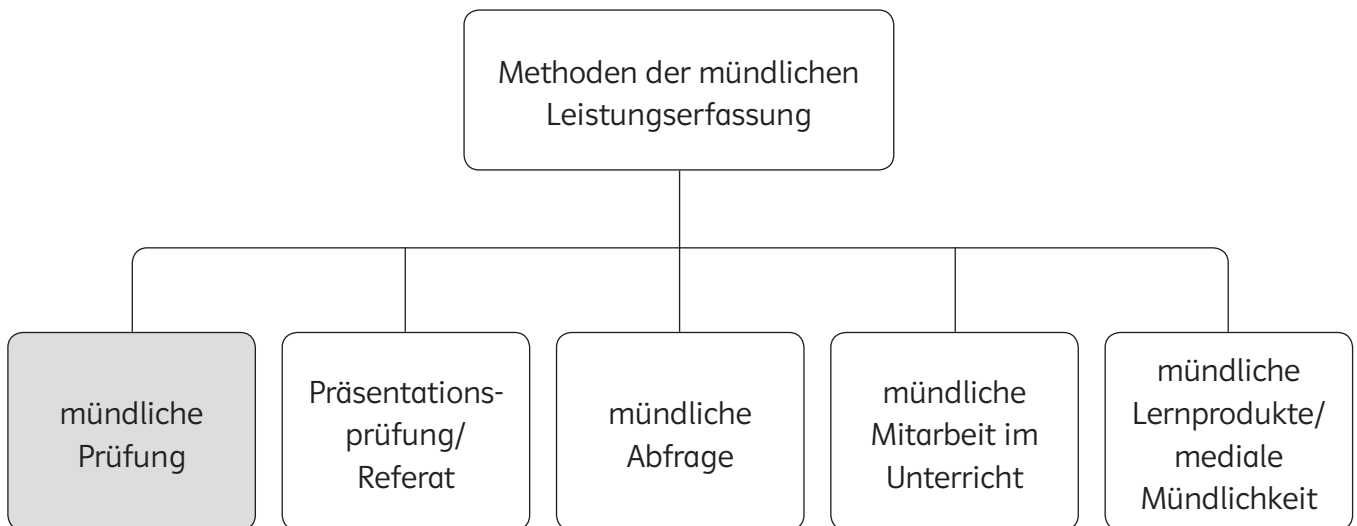 Methoden der mündlichen
Leistungserfassung
mündliche
Prüfung
Präsentations-
prüfung/
Referat
mündliche
Abfrage
mündliche
Mitarbeit im
Unterricht
mündliche
Lernprodukte/
mediale
Mündlichkeit